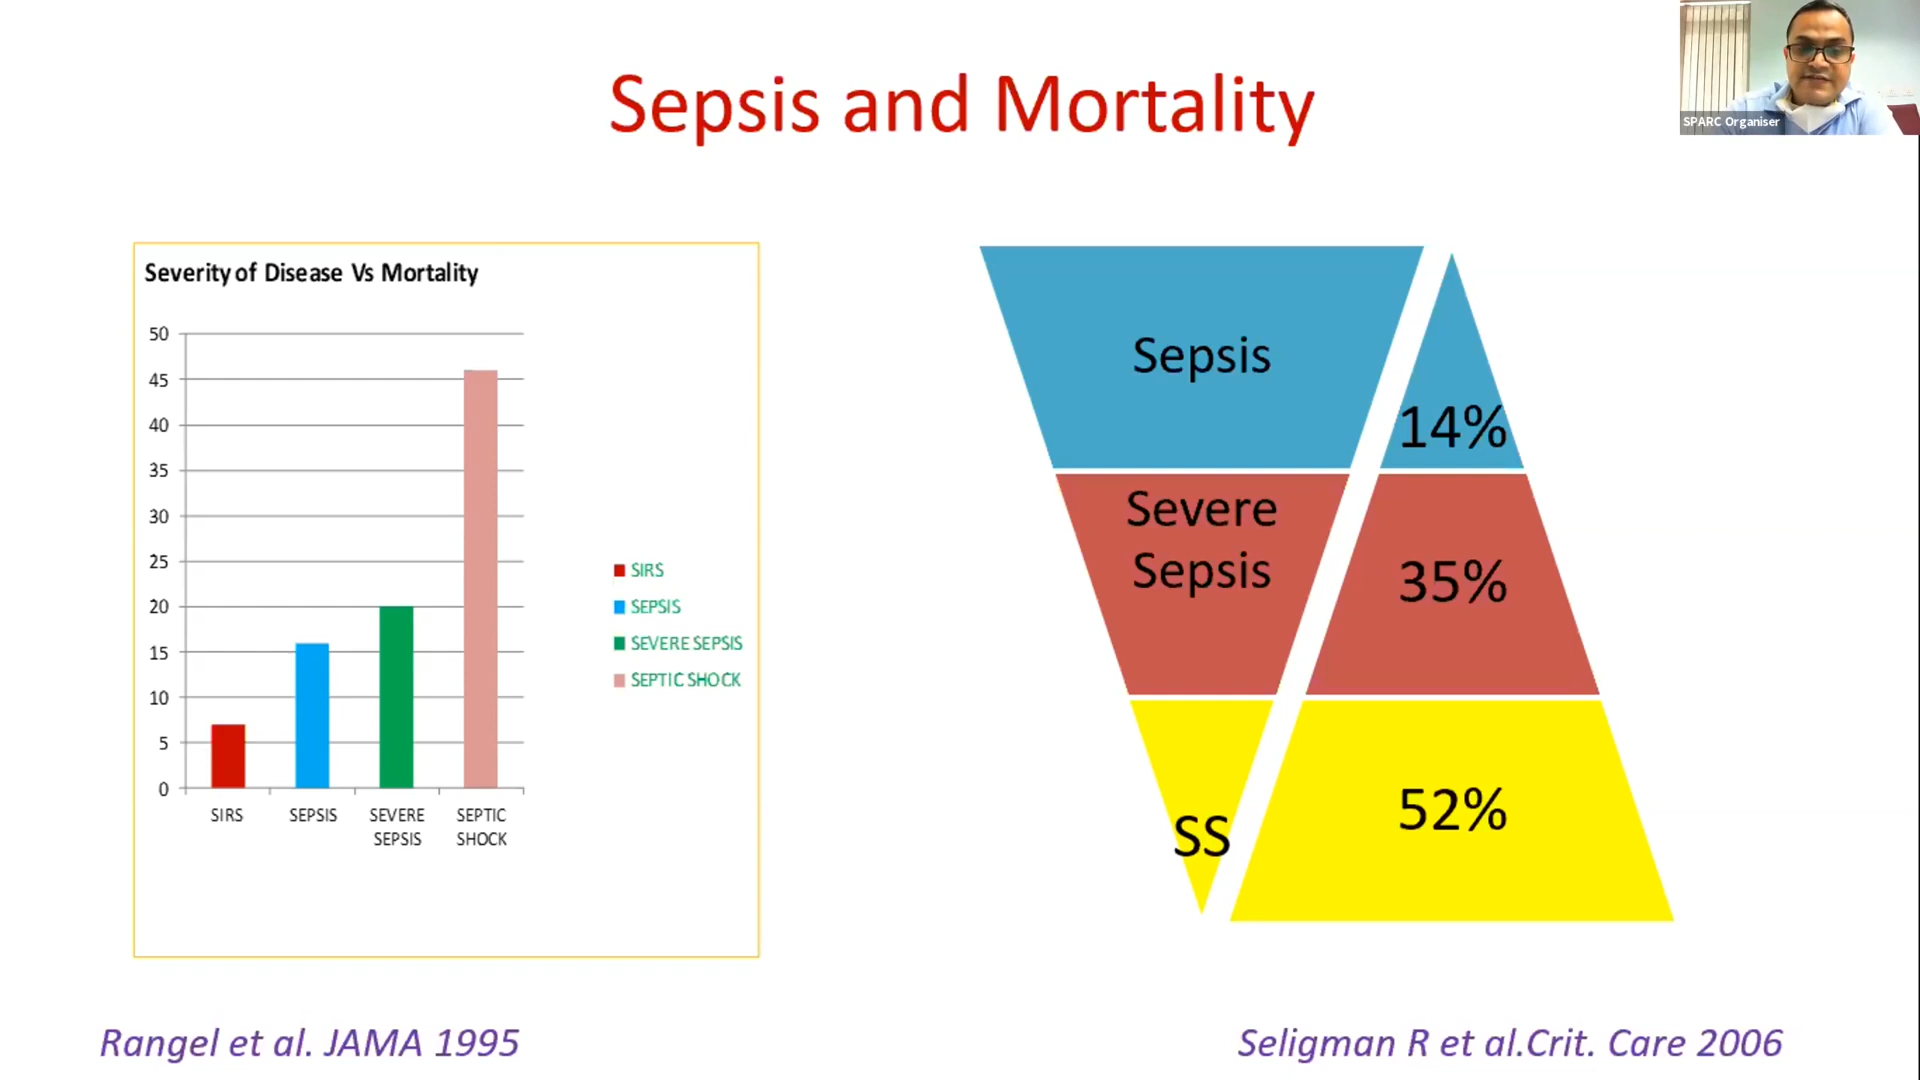 Sepsis and Mortality
SPARC Organiser
Severity of Disease Vs Mortality
50
45
40
35
30
25
20
15
10
5
0
SIRS
SEPSIS
SEVERE
SEPSIS
SEPTIC
SHOCK
SIRS
SEPSIS
SEVERE SEPSIS
SEPTIC SHOCK
Sepsis
14%
Severe
Sepsis
35%
SS
52%
Rangel et al. JAMA 1995
Seligman R et al.Crit. Care 2006